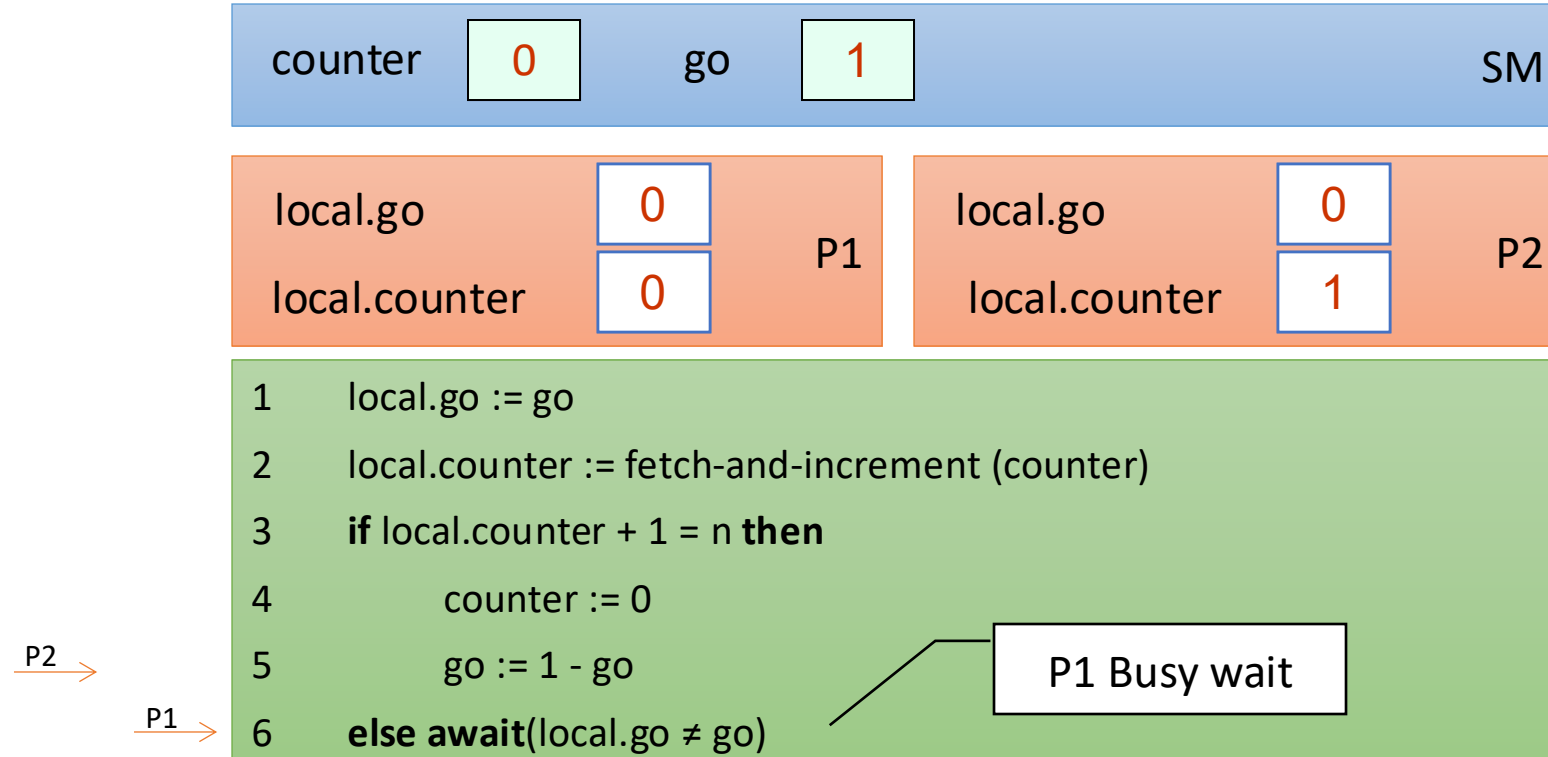 counter 0 go 1 SM
local.go 0
local.counter 0
P1
local.go 0
local.counter 1
P2
1 local.go := go
2 local.counter := fetch-and-increment (counter)
3 if local.counter + 1 = n then
4 counter := 0
P2
5 go := 1 - go
P1 Busy wait
P1
6 else await(local.go ≠ go)